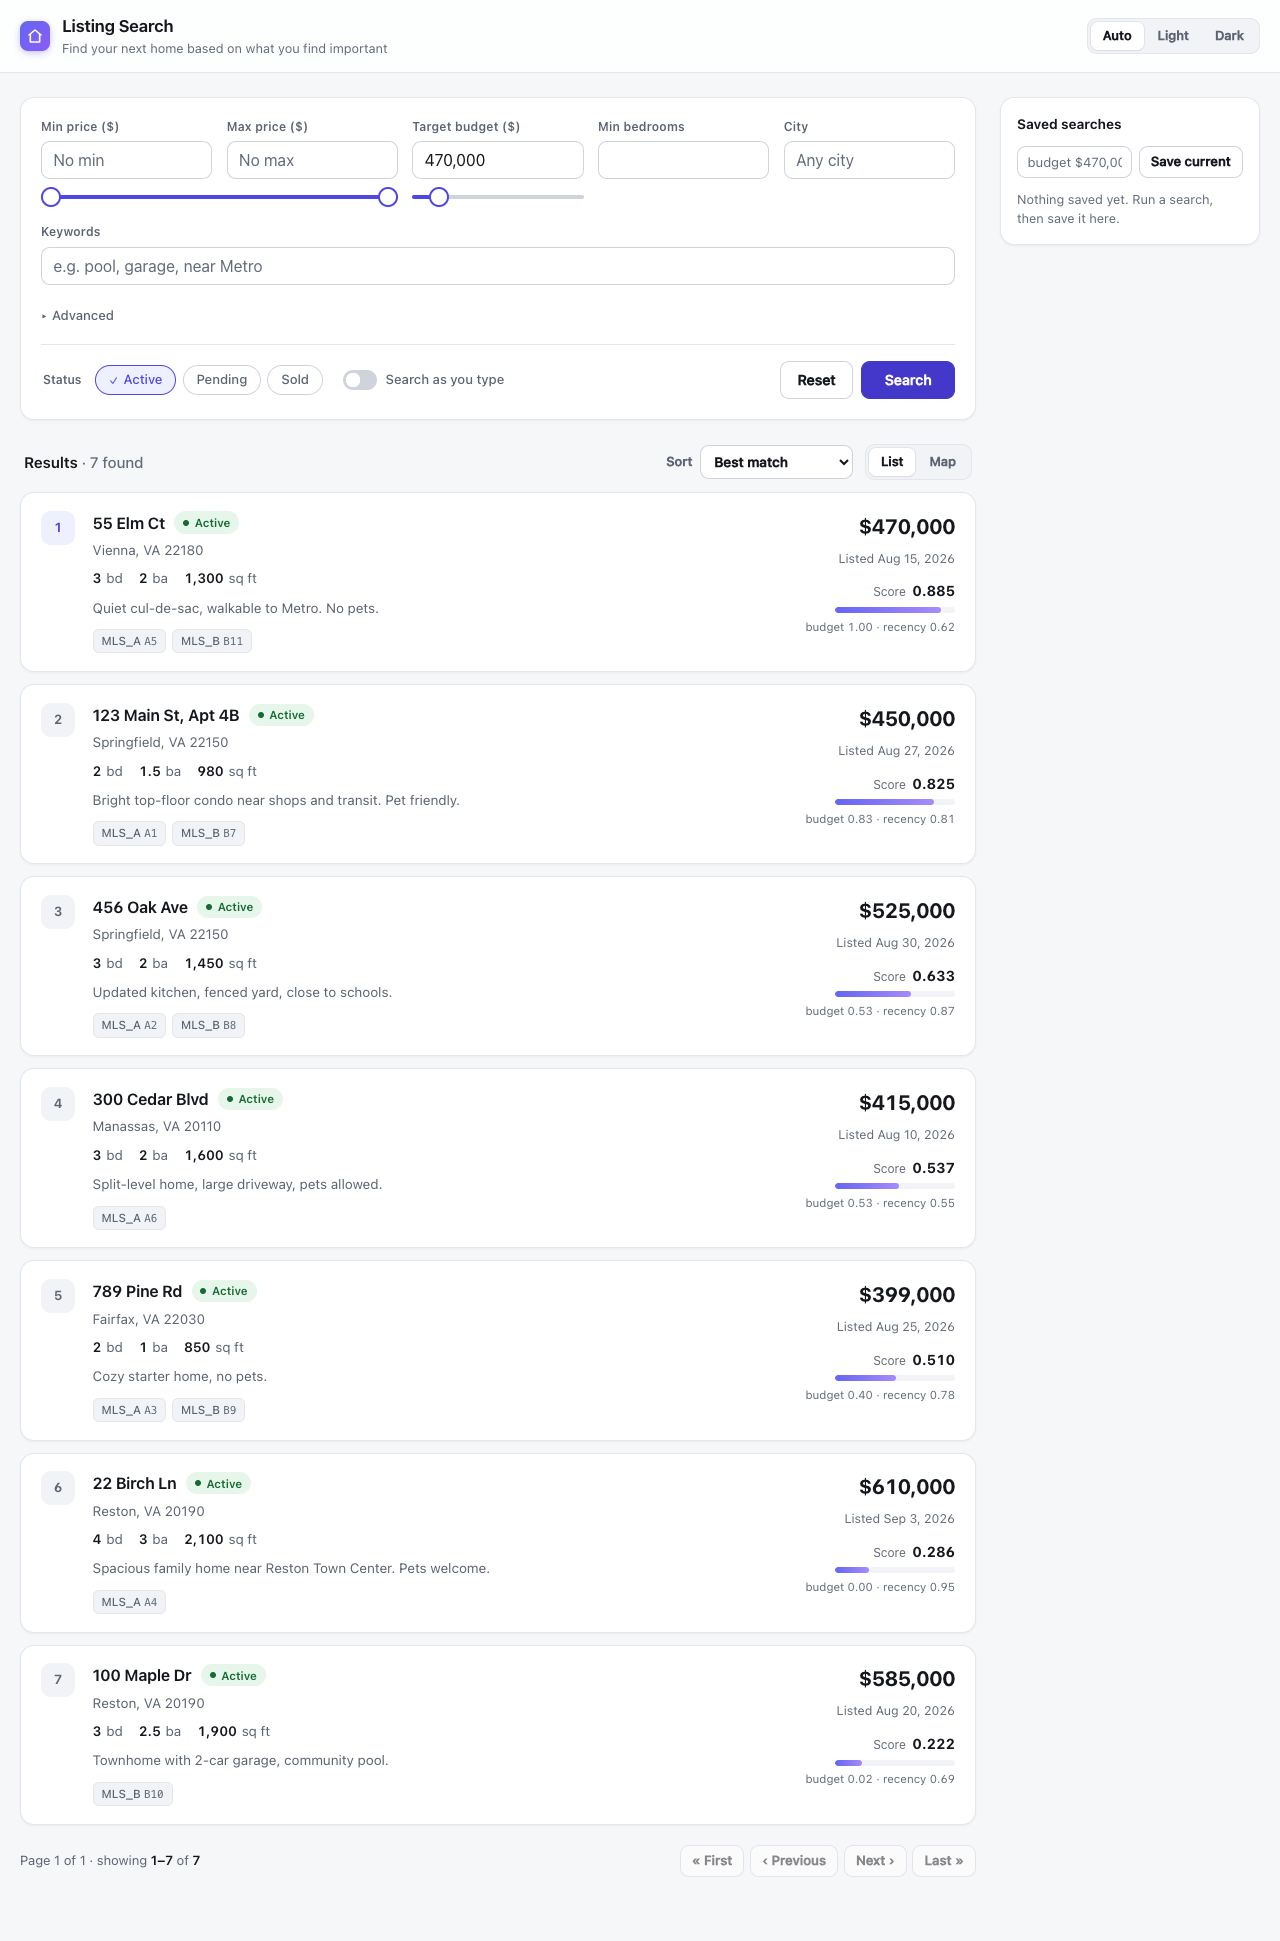 Listing Search
Find your next home based on what you find important
Auto Light Dark
Min price ($) Max price ($) Target budget ($) Min bedrooms City
No min No max 470,000 Any city
Keywords
e.g. pool, garage, near Metro
▸ Advanced
Status ✓ Active Pending Sold Search as you type Reset Search
Saved searches
budget $470,0 Save current
Nothing saved yet. Run a search,
then save it here.
Results · 7 found
Sort Best match List Map
1 55 Elm Ct Active
Vienna, VA 22180
3 bd 2 ba 1,300 sq ft
Quiet cul-de-sac, walkable to Metro. No pets.
MLS_A A5 MLS_B B11
$470,000
Listed Aug 15, 2026
Score 0.885
budget 1.00 · recency 0.62
2 123 Main St, Apt 4B Active
Springfield, VA 22150
2 bd 1.5 ba 980 sq ft
Bright top-floor condo near shops and transit. Pet friendly.
MLS_A A1 MLS_B B7
$450,000
Listed Aug 27, 2026
Score 0.825
budget 0.83 · recency 0.81
3 456 Oak Ave Active
Springfield, VA 22150
3 bd 2 ba 1,450 sq ft
Updated kitchen, fenced yard, close to schools.
MLS_A A2 MLS_B B8
$525,000
Listed Aug 30, 2026
Score 0.633
budget 0.53 · recency 0.87
4 300 Cedar Blvd Active
Manassas, VA 20110
3 bd 2 ba 1,600 sq ft
Split-level home, large driveway, pets allowed.
MLS_A A6
$415,000
Listed Aug 10, 2026
Score 0.537
budget 0.53 · recency 0.55
5 789 Pine Rd Active
Fairfax, VA 22030
2 bd 1 ba 850 sq ft
Cozy starter home, no pets.
MLS_A A3 MLS_B B9
$399,000
Listed Aug 25, 2026
Score 0.510
budget 0.40 · recency 0.78
6 22 Birch Ln Active
Reston, VA 20190
4 bd 3 ba 2,100 sq ft
Spacious family home near Reston Town Center. Pets welcome.
MLS_A A4
$610,000
Listed Sep 3, 2026
Score 0.286
budget 0.00 · recency 0.95
7 100 Maple Dr Active
Reston, VA 20190
3 bd 2.5 ba 1,900 sq ft
Townhome with 2-car garage, community pool.
MLS_B B10
$585,000
Listed Aug 20, 2026
Score 0.222
budget 0.02 · recency 0.69
Page 1 of 1 · showing 1–7 of 7
« First ‹ Previous Next › Last »